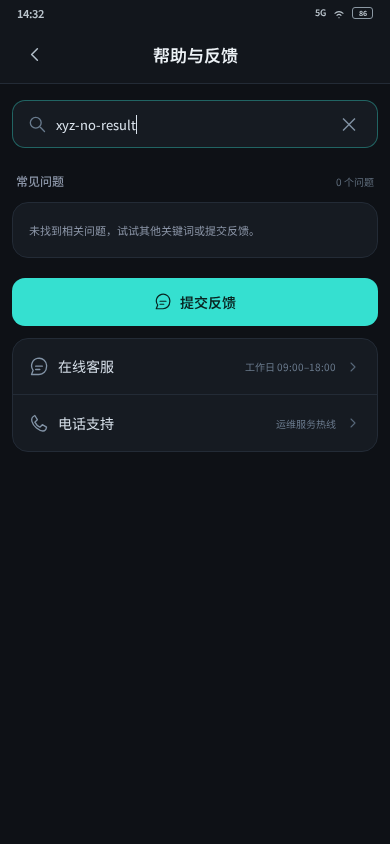 14:32
5G
86
帮助与反馈
xyz-no-result
常见问题
0 个问题
未找到相关问题，试试其他关键词或提交反馈。
提交反馈
在线客服
工作日 09:00–18:00
电话支持
运维服务热线